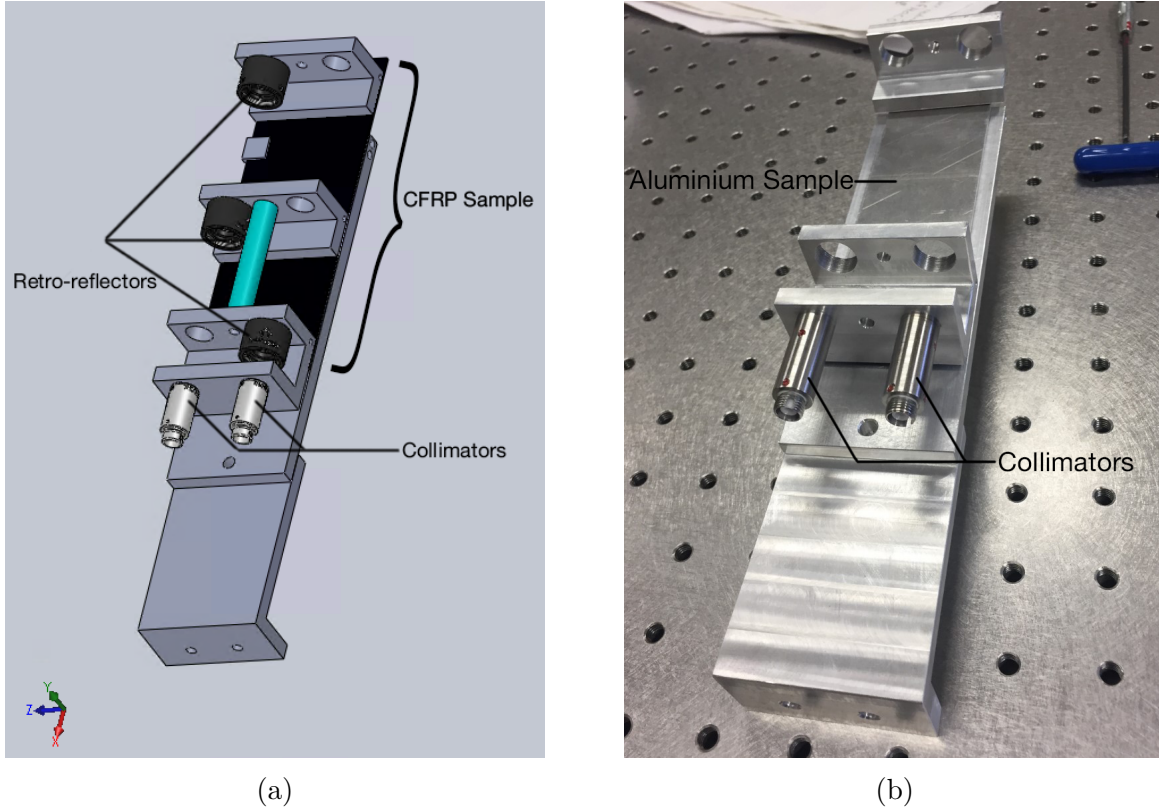 CFRP Sample
Retro-reflectors
Collimators
Y
Z
X
Aluminium Sample
Collimators
(a)
(b)